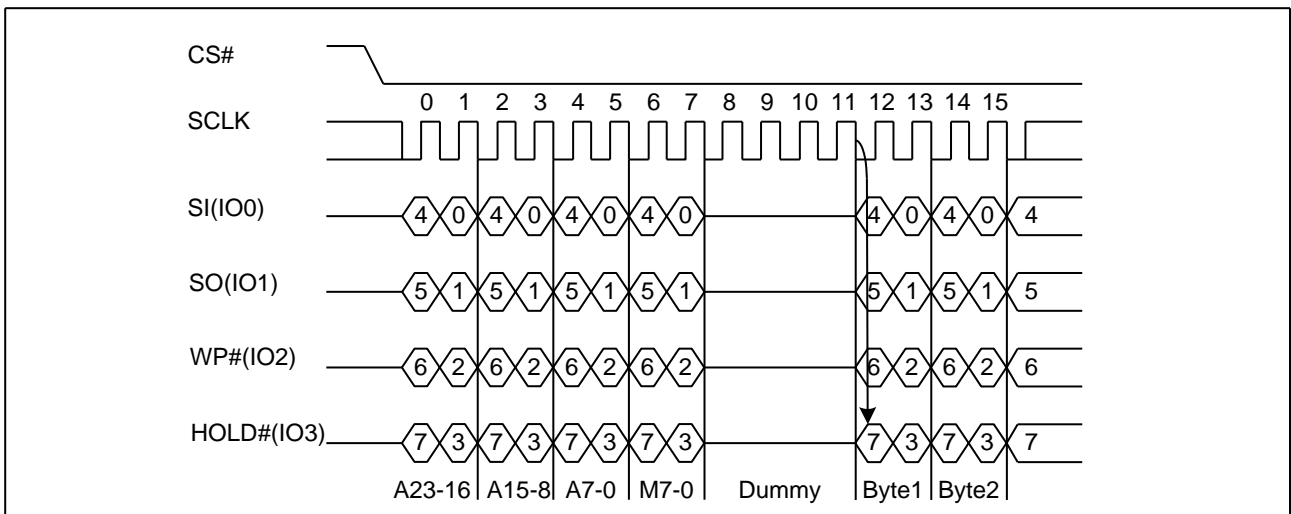 CS#
0 1 2 3 4 5 6 7 8 9 10 11 12 13 14 15
SCLK
SI(IO0) 4 0 4 0 4 0 4 0 4 0 4 0 4
SO(IO1) 5 1 5 1 5 1 5 1 5 1 5 1 5
WP#(IO2) 6 2 6 2 6 2 6 2 6 2 6 2 6
HOLD#(IO3) 7 3 7 3 7 3 7 3 7 3 7 3 7
A23-16 A15-8 A7-0 M7-0 Dummy Byte1 Byte2